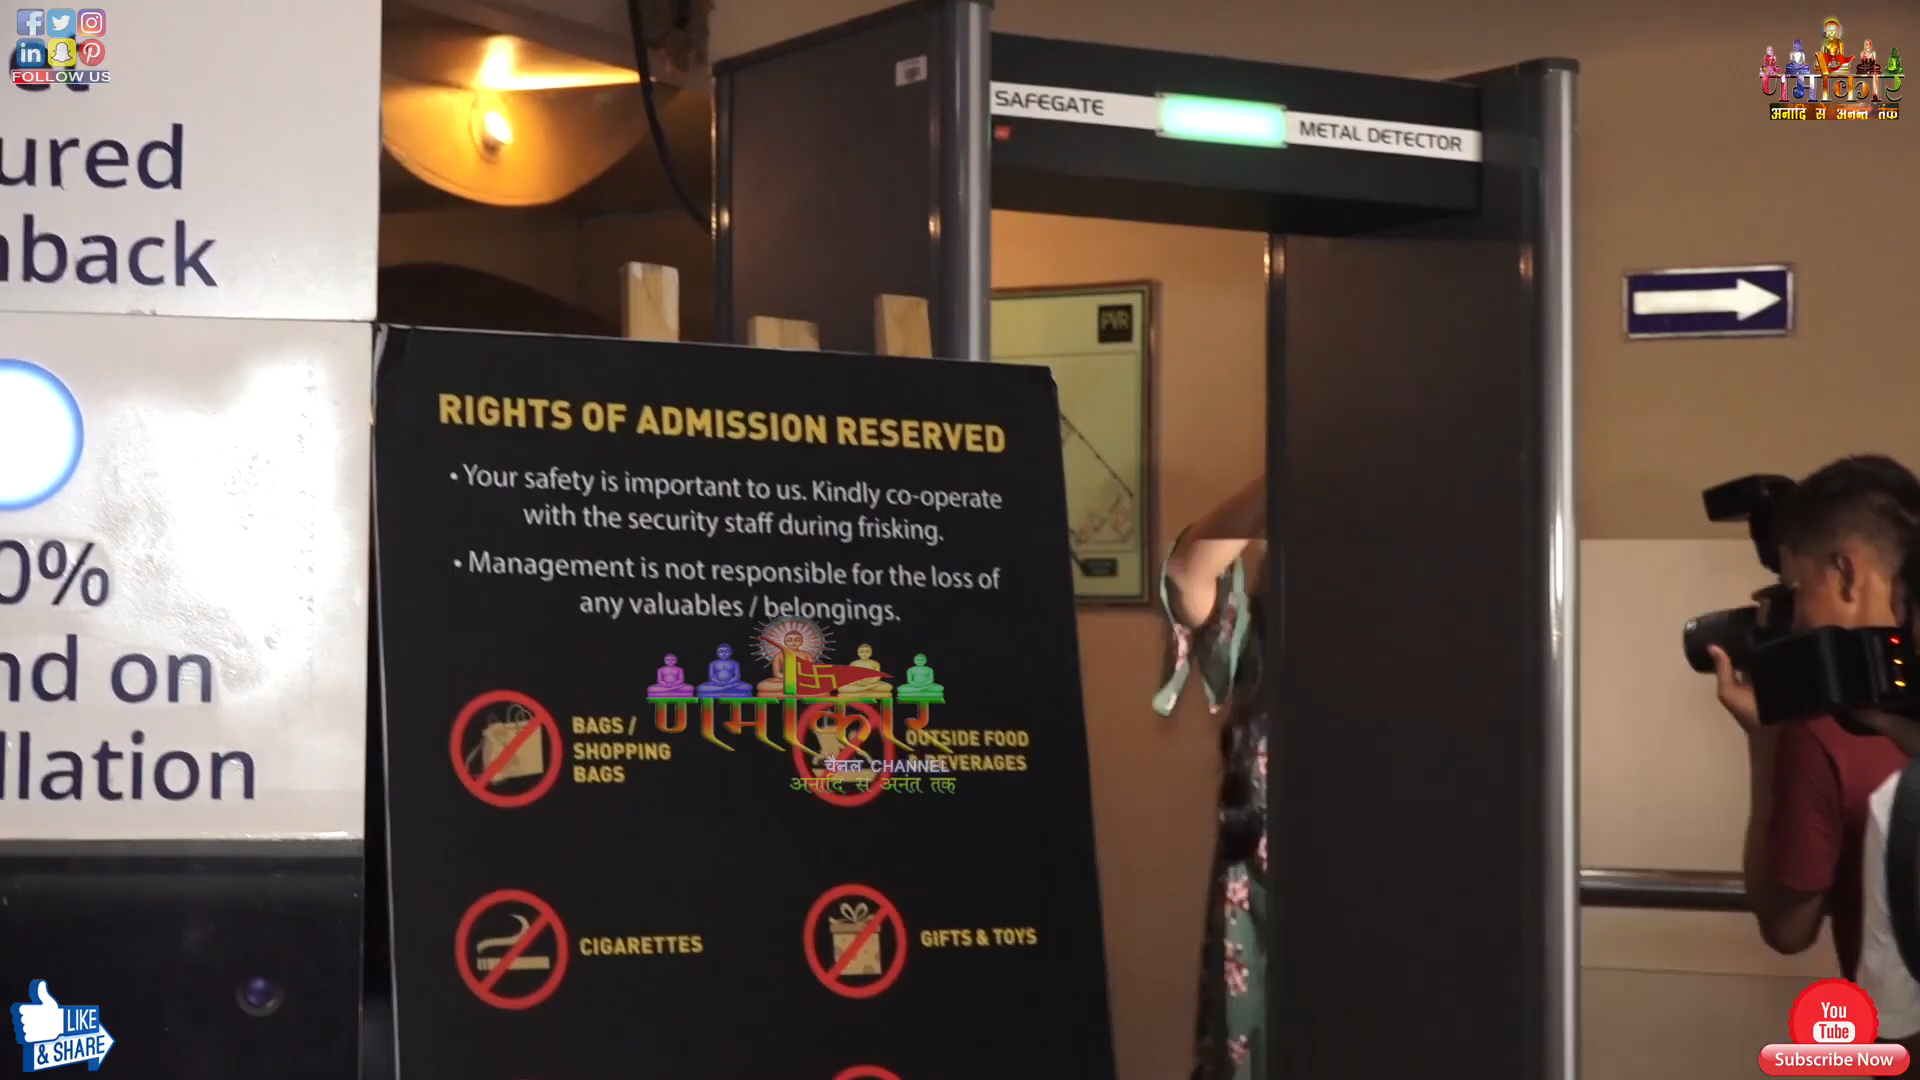 FOLLOW US
ured
back
0%
nd on
llation
SAFEGATE
METAL DETECTOR
PVR
RIGHTS OF ADMISSION RESERVED
• Your safety is important to us. Kindly co-operate
with the security staff during frisking.
• Management is not responsible for the loss of
any valuables / belongings.
BAGS /
SHOPPING
BAGS
OUTSIDE FOOD
BEVERAGES
CIGARETTES
GIFTS & TOYS
णमोकार
चैनल CHANNEL
अनादि से अनंत तक
णमोकार
अनादि से अनन्त तक
LIKE
& SHARE
You
Tube
Subscribe Now